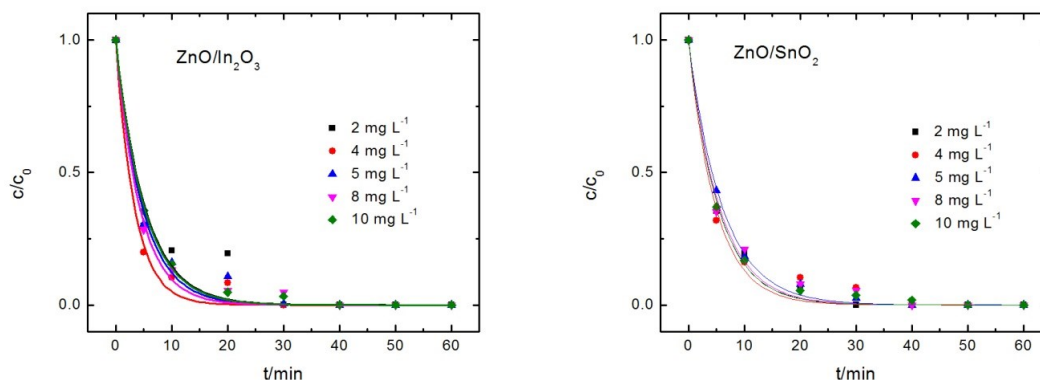 ZnO/In₂O₃
1.0
0.5
0.0
c/c₀
2 mg L⁻¹
4 mg L⁻¹
5 mg L⁻¹
8 mg L⁻¹
10 mg L⁻¹
0 10 20 30 40 50 60
t/min
ZnO/SnO₂
1.0
0.5
0.0
c/c₀
2 mg L⁻¹
4 mg L⁻¹
5 mg L⁻¹
8 mg L⁻¹
10 mg L⁻¹
0 10 20 30 40 50 60
t/min